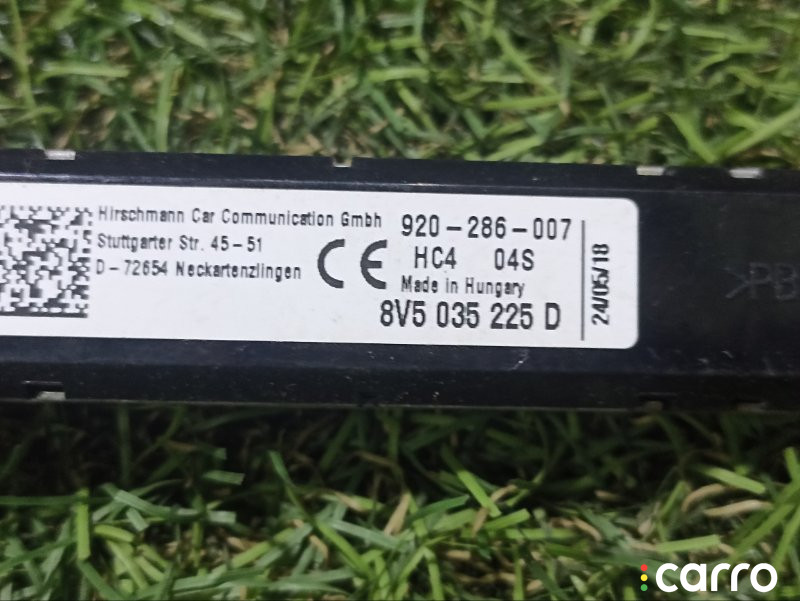 Hirschmann Car Communication Gmbh
Stuttgarter Str. 45-51
D-72654 Neckartenzlingen
CE
920-286-007
HC4 04S
Made in Hungary
8V5 035 225 D
24/05/18
>PB
carro